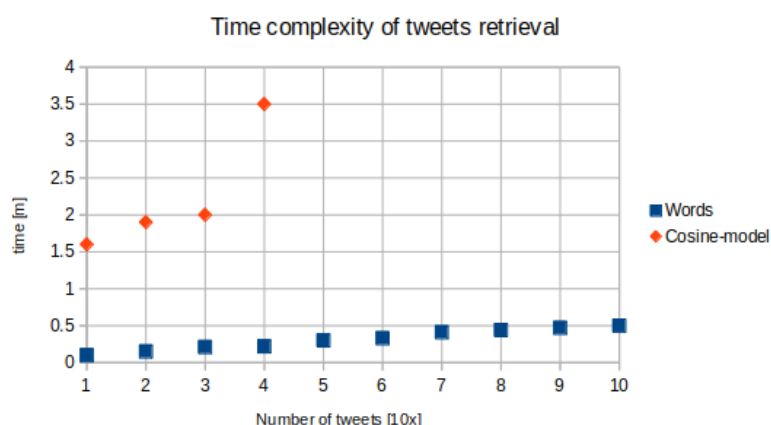 Time complexity of tweets retrieval
4
3.5
3
2.5
2
1.5
1
0.5
0
time [m]
1 2 3 4 5 6 7 8 9 10
Number of tweets [10x]
Words
Cosine-model